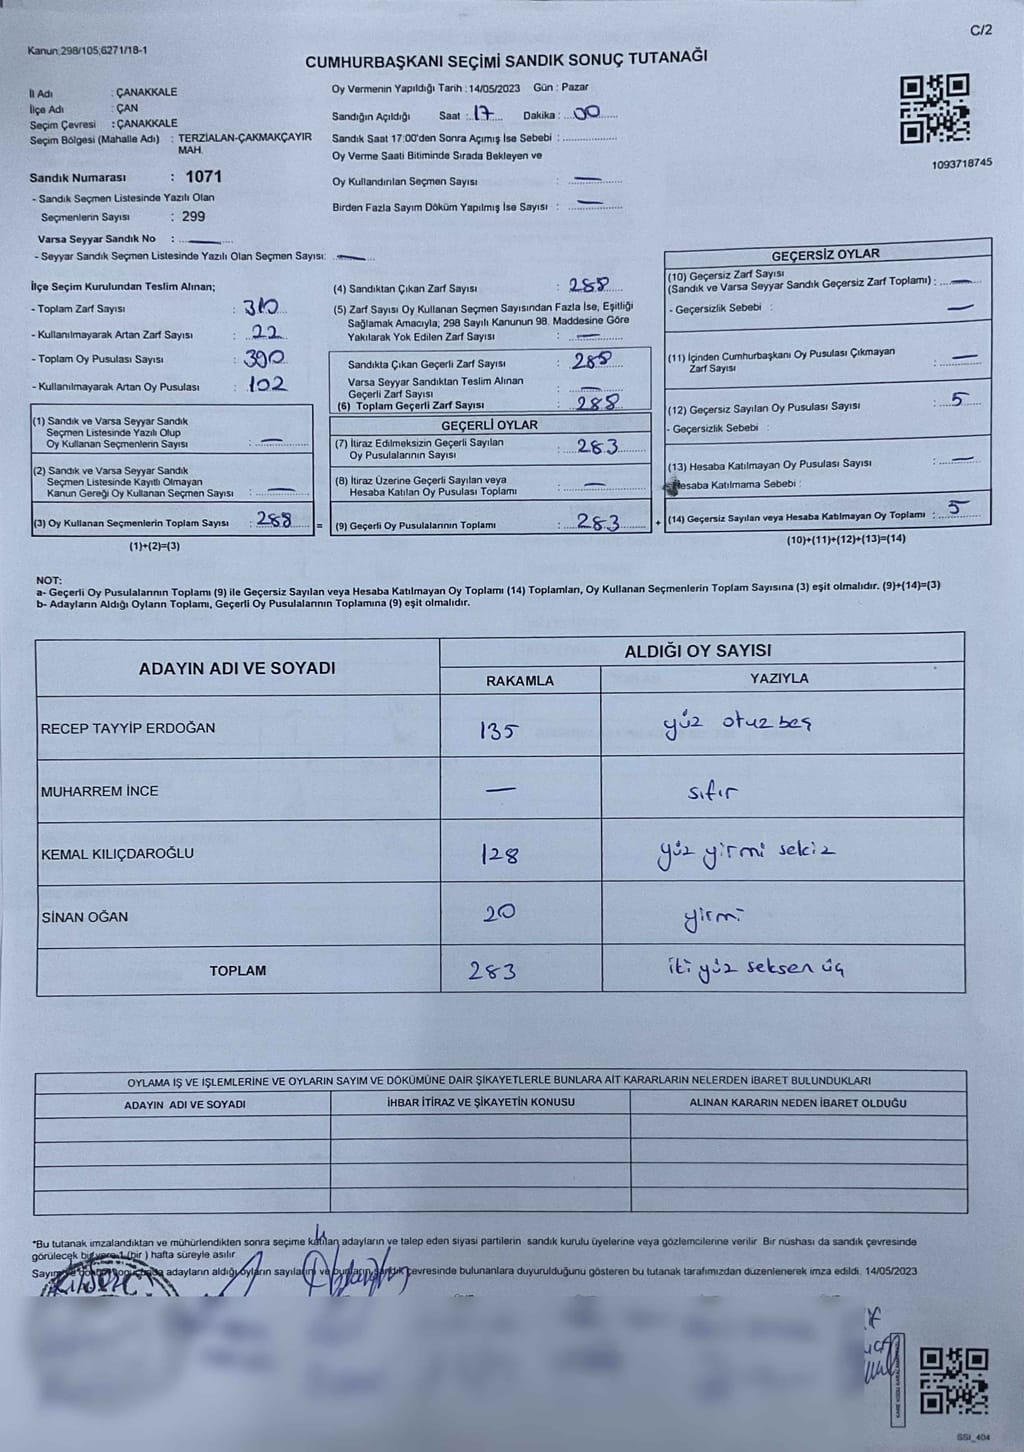 C/2
Kanun:298/105,6271/18-1
CUMHURBAŞKANI SEÇİMİ SANDIK SONUÇ TUTANAĞI
İl Adı : ÇANAKKALE
İlçe Adı : ÇAN
Seçim Çevresi : ÇANAKKALE
Seçim Bölgesi (Mahalle Adı) : TERZİALAN-ÇAKMAKÇAYIR
MAH.
Sandık Numarası : 1071
- Sandık Seçmen Listesinde Yazılı Olan
Seçmenlerin Sayısı : 299
Varsa Seyyar Sandık No : —
- Seyyar Sandık Seçmen Listesinde Yazılı Olan Seçmen Sayısı: —
Oy Vermenin Yapıldığı Tarih : 14/05/2023 Gün : Pazar
Sandığın Açıldığı Saat : 17 Dakika : 00
Sandık Saat 17:00'den Sonra Açımış İse Sebebi :
Oy Verme Saati Bitiminde Sırada Bekleyen ve
Oy Kullandırılan Seçmen Sayısı : —
Birden Fazla Sayım Döküm Yapılmış İse Sayısı : —
1093718745
İlçe Seçim Kurulundan Teslim Alınan;
- Toplam Zarf Sayısı : 310
- Kullanılmayarak Artan Zarf Sayısı : 22
- Toplam Oy Pusulası Sayısı : 390
- Kullanılmayarak Artan Oy Pusulası : 102
(1) Sandık ve Varsa Seyyar Sandık
Seçmen Listesinde Yazılı Olup
Oy Kullanan Seçmenlerin Sayısı : —
(2) Sandık ve Varsa Seyyar Sandık
Seçmen Listesinde Kayıtlı Olmayan
Kanun Gereği Oy Kullanan Seçmen Sayısı : —
(3) Oy Kullanan Seçmenlerin Toplam Sayısı : 288 =
(1)+(2)=(3)
(4) Sandıktan Çıkan Zarf Sayısı : 288
(5) Zarf Sayısı Oy Kullanan Seçmen Sayısından Fazla İse, Eşitliği
Sağlamak Amacıyla; 298 Sayılı Kanunun 98. Maddesine Göre
Yakılarak Yok Edilen Zarf Sayısı : —
Sandıkta Çıkan Geçerli Zarf Sayısı : 288
Varsa Seyyar Sandıktan Teslim Alınan
Geçerli Zarf Sayısı : —
(6) Toplam Geçerli Zarf Sayısı : 288
GEÇERLİ OYLAR
(7) İtiraz Edilmeksizin Geçerli Sayılan
Oy Pusulalarının Sayısı : 283
(8) İtiraz Üzerine Geçerli Sayılan veya
Hesaba Katılan Oy Pusulası Toplamı : —
(9) Geçerli Oy Pusulalarının Toplamı : 283 +
GEÇERSİZ OYLAR
(10) Geçersiz Zarf Sayısı
(Sandık ve Varsa Seyyar Sandık Geçersiz Zarf Toplamı) : —
- Geçersizlik Sebebi : —
(11) İçinden Cumhurbaşkanı Oy Pusulası Çıkmayan
Zarf Sayısı : —
(12) Geçersiz Sayılan Oy Pusulası Sayısı : 5
- Geçersizlik Sebebi :
(13) Hesaba Katılmayan Oy Pusulası Sayısı : —
Hesaba Katılmama Sebebi :
(14) Geçersiz Sayılan veya Hesaba Katılmayan Oy Toplamı : 5
(10)+(11)+(12)+(13)=(14)
NOT:
a- Geçerli Oy Pusulalarının Toplamı (9) ile Geçersiz Sayılan veya Hesaba Katılmayan Oy Toplamı (14) Toplamları, Oy Kullanan Seçmenlerin Toplam Sayısına (3) eşit olmalıdır. (9)+(14)=(3)
b- Adayların Aldığı Oyların Toplamı, Geçerli Oy Pusulalarının Toplamına (9) eşit olmalıdır.
ADAYIN ADI VE SOYADI ALDIĞI OY SAYISI
RAKAMLA YAZIYLA
RECEP TAYYİP ERDOĞAN 135 yüz otuz beş
MUHARREM İNCE — sıfır
KEMAL KILIÇDAROĞLU 128 yüz yirmi sekiz
SİNAN OĞAN 20 yirmi
TOPLAM 283 iki yüz seksen üç
OYLAMA İŞ VE İŞLEMLERİNE VE OYLARIN SAYIM VE DÖKÜMÜNE DAİR ŞİKAYETLERLE BUNLARA AİT KARARLARIN NELERDEN İBARET BULUNDUKLARI
ADAYIN ADI VE SOYADI İHBAR İTİRAZ VE ŞİKAYETİN KONUSU ALINAN KARARIN NEDEN İBARET OLDUĞU
*Bu tutanak imzalandıktan ve mühürlendikten sonra seçime katılan adayların ve talep eden siyasi partilerin sandık kurulu üyelerine veya gözlemcilerine verilir. Bir nüshası da sandık çevresinde
görülecek bir yere 1 (bir ) hafta süreyle asılır.
adayların aldığı oyların sayıların çevresinde bulunanlara duyurulduğunu gösteren bu tutanak tarafımızdan düzenlenerek imza edildi. 14/05/2023
SSI_404